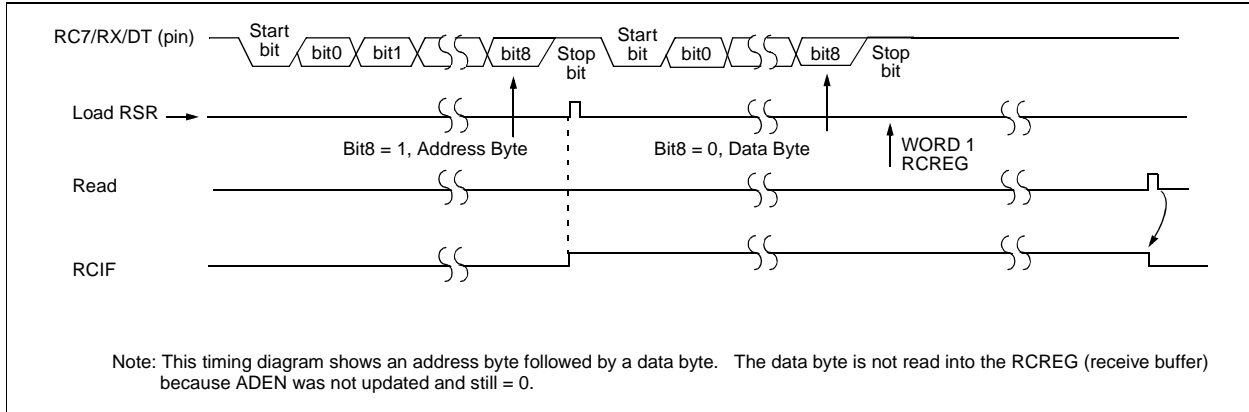 RC7/RX/DT (pin)
Start
bit
bit0
bit1
bit8
Stop
bit
Start
bit
bit0
bit8
Stop
bit
Load RSR
Bit8 = 1, Address Byte
Bit8 = 0, Data Byte
WORD 1
RCREG
Read
RCIF
Note: This timing diagram shows an address byte followed by a data byte. The data byte is not read into the RCREG (receive buffer)
because ADEN was not updated and still = 0.